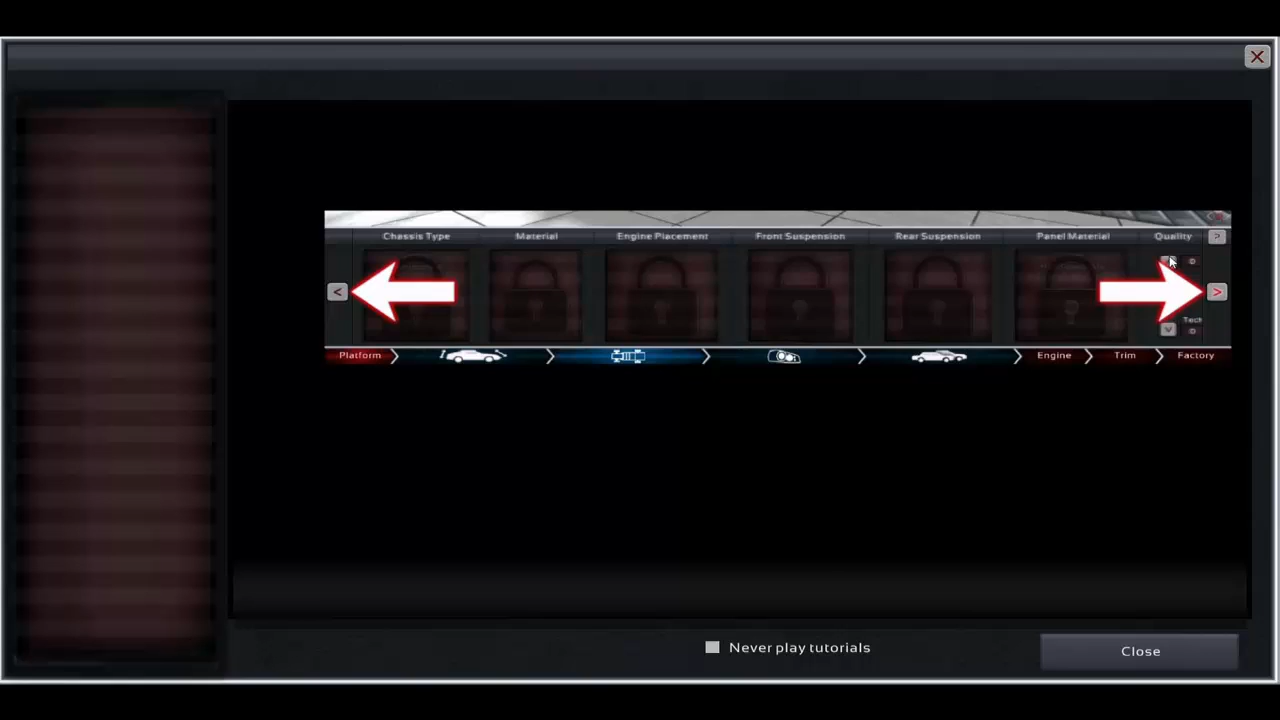 Chassis Type Material Engine Placement Front Suspension Rear Suspension Panel Material Quality ?
< >
Tech
Platform Engine Trim Factory
Never play tutorials Close